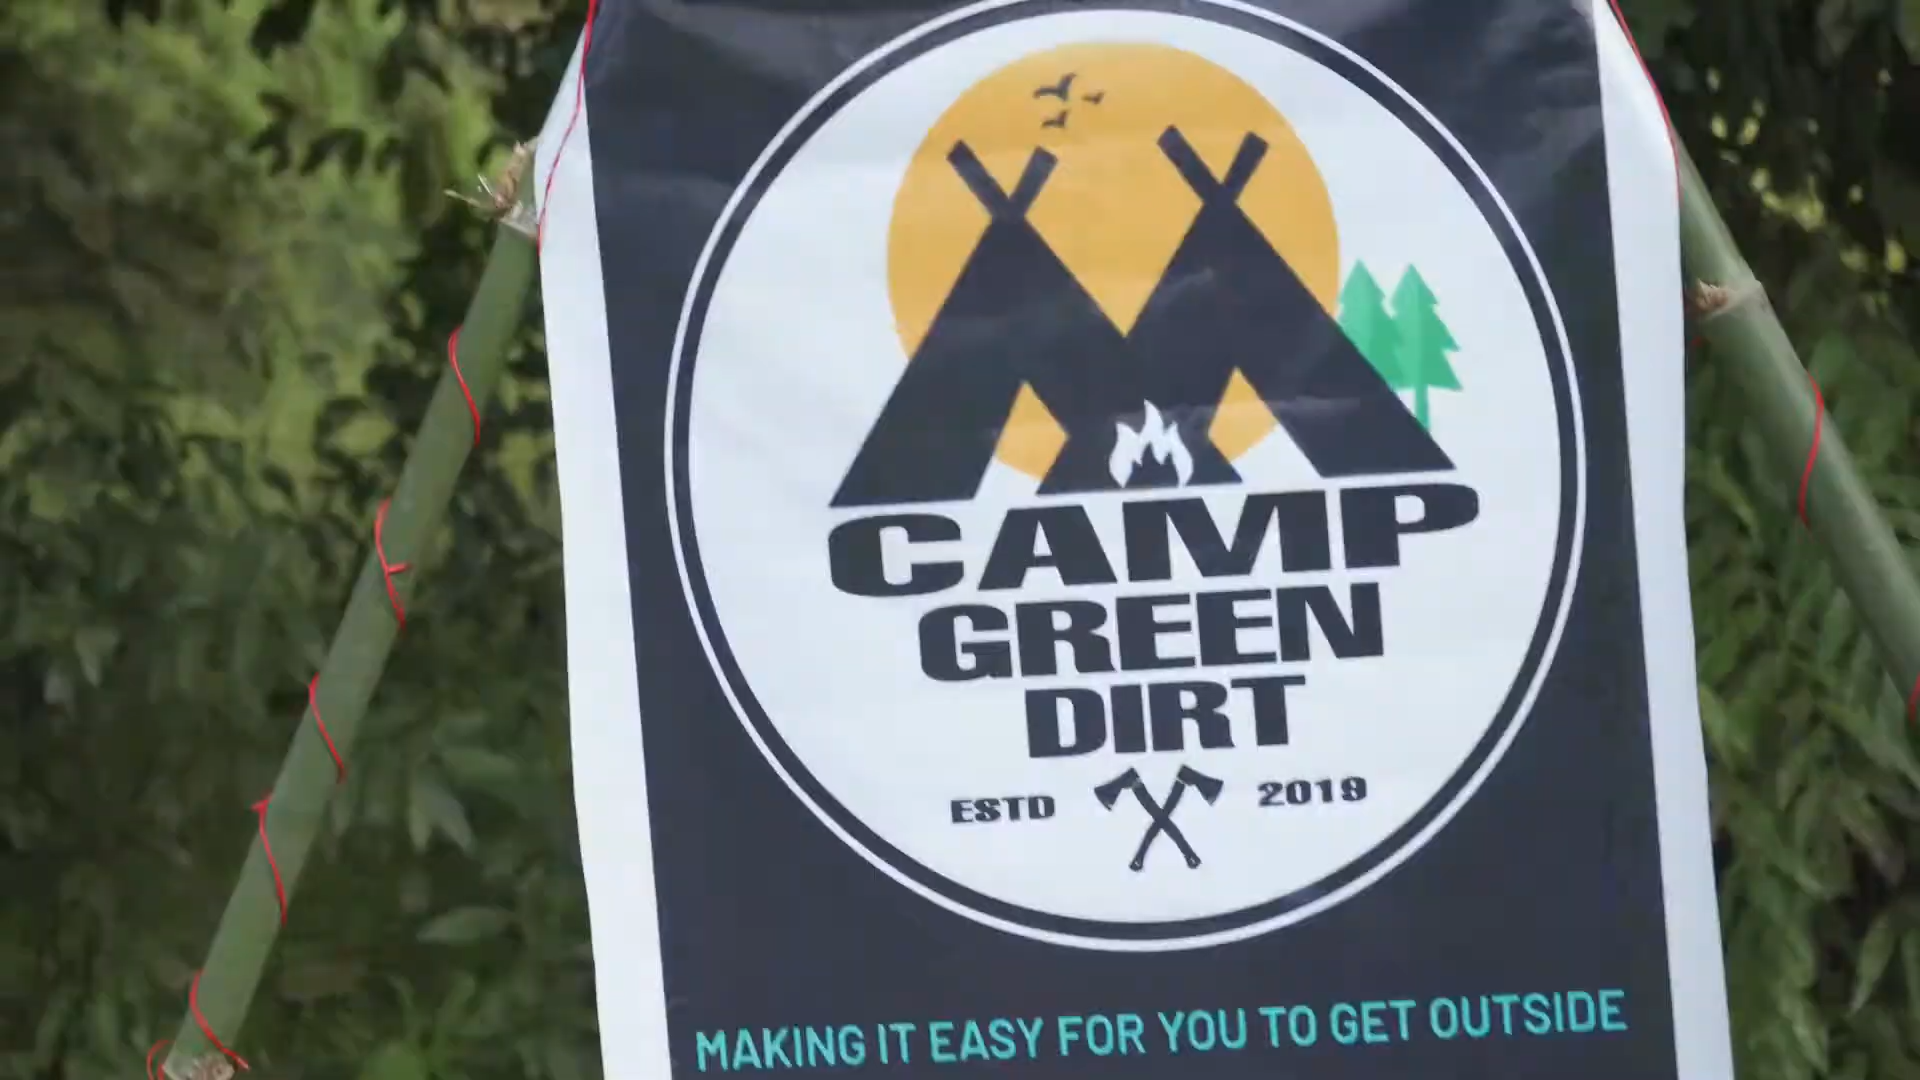 CAMP
GREEN
DIRT
ESTD 2019
MAKING IT EASY FOR YOU TO GET OUTSIDE